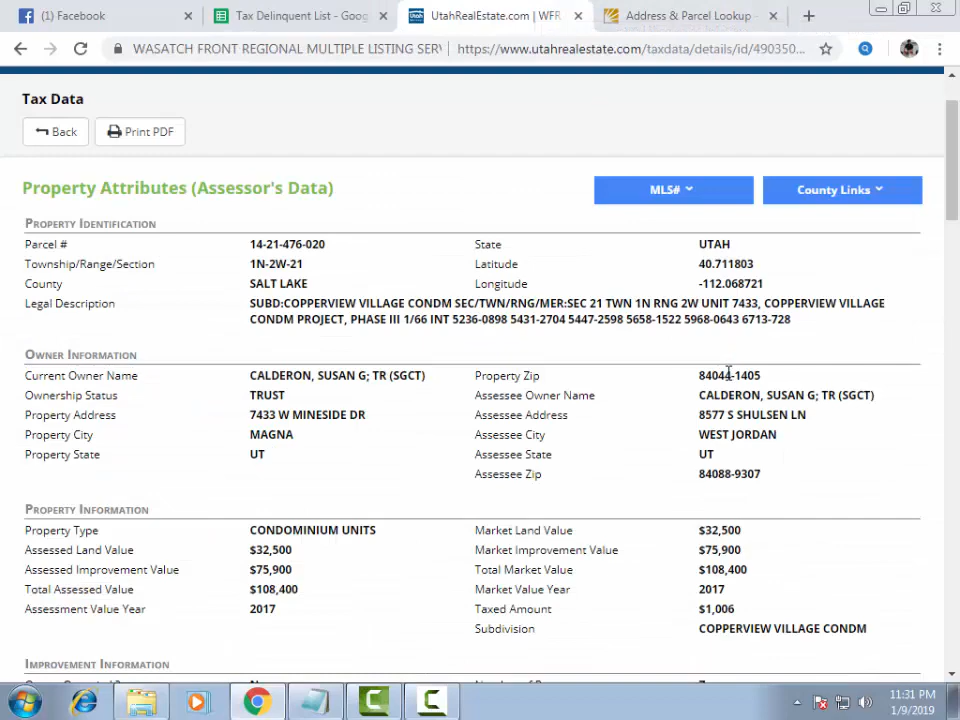 Facebook
Tax Delinquent List - Goog
UtahRealEstate.com | WFR
Address & Parcel Lookup -
WASATCH FRONT REGIONAL MULTIPLE LISTING SERV
https://www.utahrealestate.com/taxdata/details/id/490350...
Tax Data
Back
Print PDF
Property Attributes (Assessor's Data)
MLS#
County Links
PROPERTY IDENTIFICATION
Parcel # 14-21-476-020 State UTAH
Township/Range/Section 1N-2W-21 Latitude 40.711803
County SALT LAKE Longitude -112.068721
Legal Description SUBD:COPPERVIEW VILLAGE CONDM SEC/TWN/RNG/MER:SEC 21 TWN 1N RNG 2W UNIT 7433, COPPERVIEW VILLAGE
CONDM PROJECT, PHASE III 1/66 INT 5236-0898 5431-2704 5447-2598 5658-1522 5968-0643 6713-728
OWNER INFORMATION
Current Owner Name CALDERON, SUSAN G; TR (SGCT) Property Zip 84044-1405
Ownership Status TRUST Assessee Owner Name CALDERON, SUSAN G; TR (SGCT)
Property Address 7433 W MINESIDE DR Assessee Address 8577 S SHULSEN LN
Property City MAGNA Assessee City WEST JORDAN
Property State UT Assessee State UT
Assessee Zip 84088-9307
PROPERTY INFORMATION
Property Type CONDOMINIUM UNITS Market Land Value $32,500
Assessed Land Value $32,500 Market Improvement Value $75,900
Assessed Improvement Value $75,900 Total Market Value $108,400
Total Assessed Value $108,400 Market Value Year 2017
Assessment Value Year 2017 Taxed Amount $1,006
Subdivision COPPERVIEW VILLAGE CONDM
IMPROVEMENT INFORMATION
11:31 PM
1/9/2019